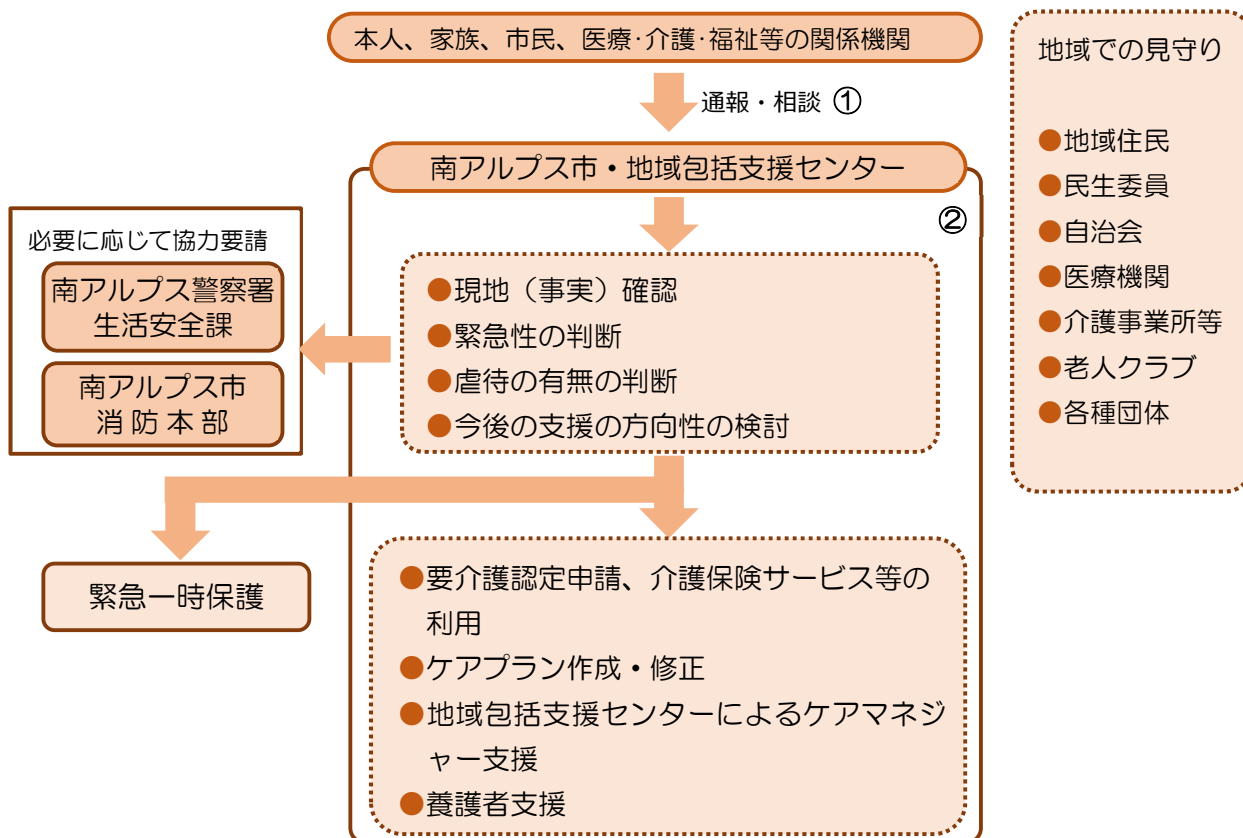 本人、家族、市民、医療･介護･福祉等の関係機関
通報・相談 ①
南アルプス市・地域包括支援センター
②
●現地（事実）確認
●緊急性の判断
●虐待の有無の判断
●今後の支援の方向性の検討
必要に応じて協力要請
南アルプス警察署
生活安全課
南アルプス市
消防本部
緊急一時保護
●要介護認定申請、介護保険サービス等の
利用
●ケアプラン作成・修正
●地域包括支援センターによるケアマネジ
ャー支援
●養護者支援
地域での見守り
●地域住民
●民生委員
●自治会
●医療機関
●介護事業所等
●老人クラブ
●各種団体